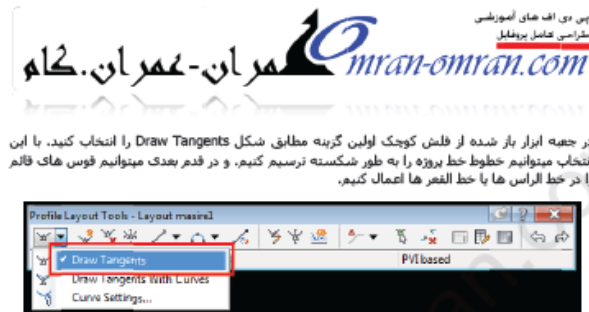 پی دی اف های آموزشی
طراحی کامل پروفایل
عمران-عمران.کام
Omran-omran.com
در جعبه ابزار باز شده از فلش کوچک اولین گزینه مطابق شکل Draw Tangents را انتخاب کنید. با این
انتخاب میتوانیم خطوط خط پروژه را به طور شکسته ترسیم کنیم، و در قدم بعدی میتوانیم قوس های قائم
را در خط الراس ها یا خط القعر ها اعمال کنیم.
Profile Layout Tools - Layout masire1
Draw Tangents
PVI based
Draw Tangents With Curves
Curve Settings...